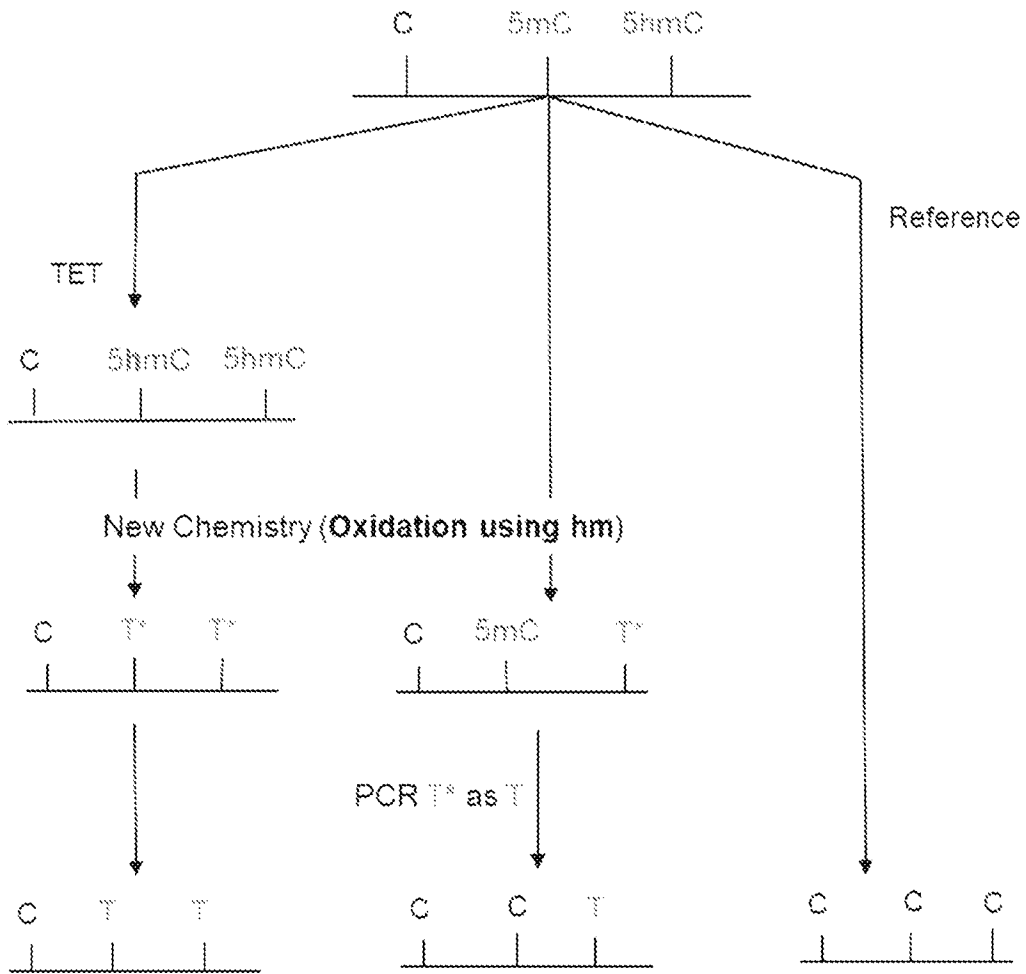 C 5mC 5hmC
Reference
TET
C 5hmC 5hmC
New Chemistry (Oxidation using hm)
C T* T* C 5mC T*
PCR T* as T
C T T C C T C C C